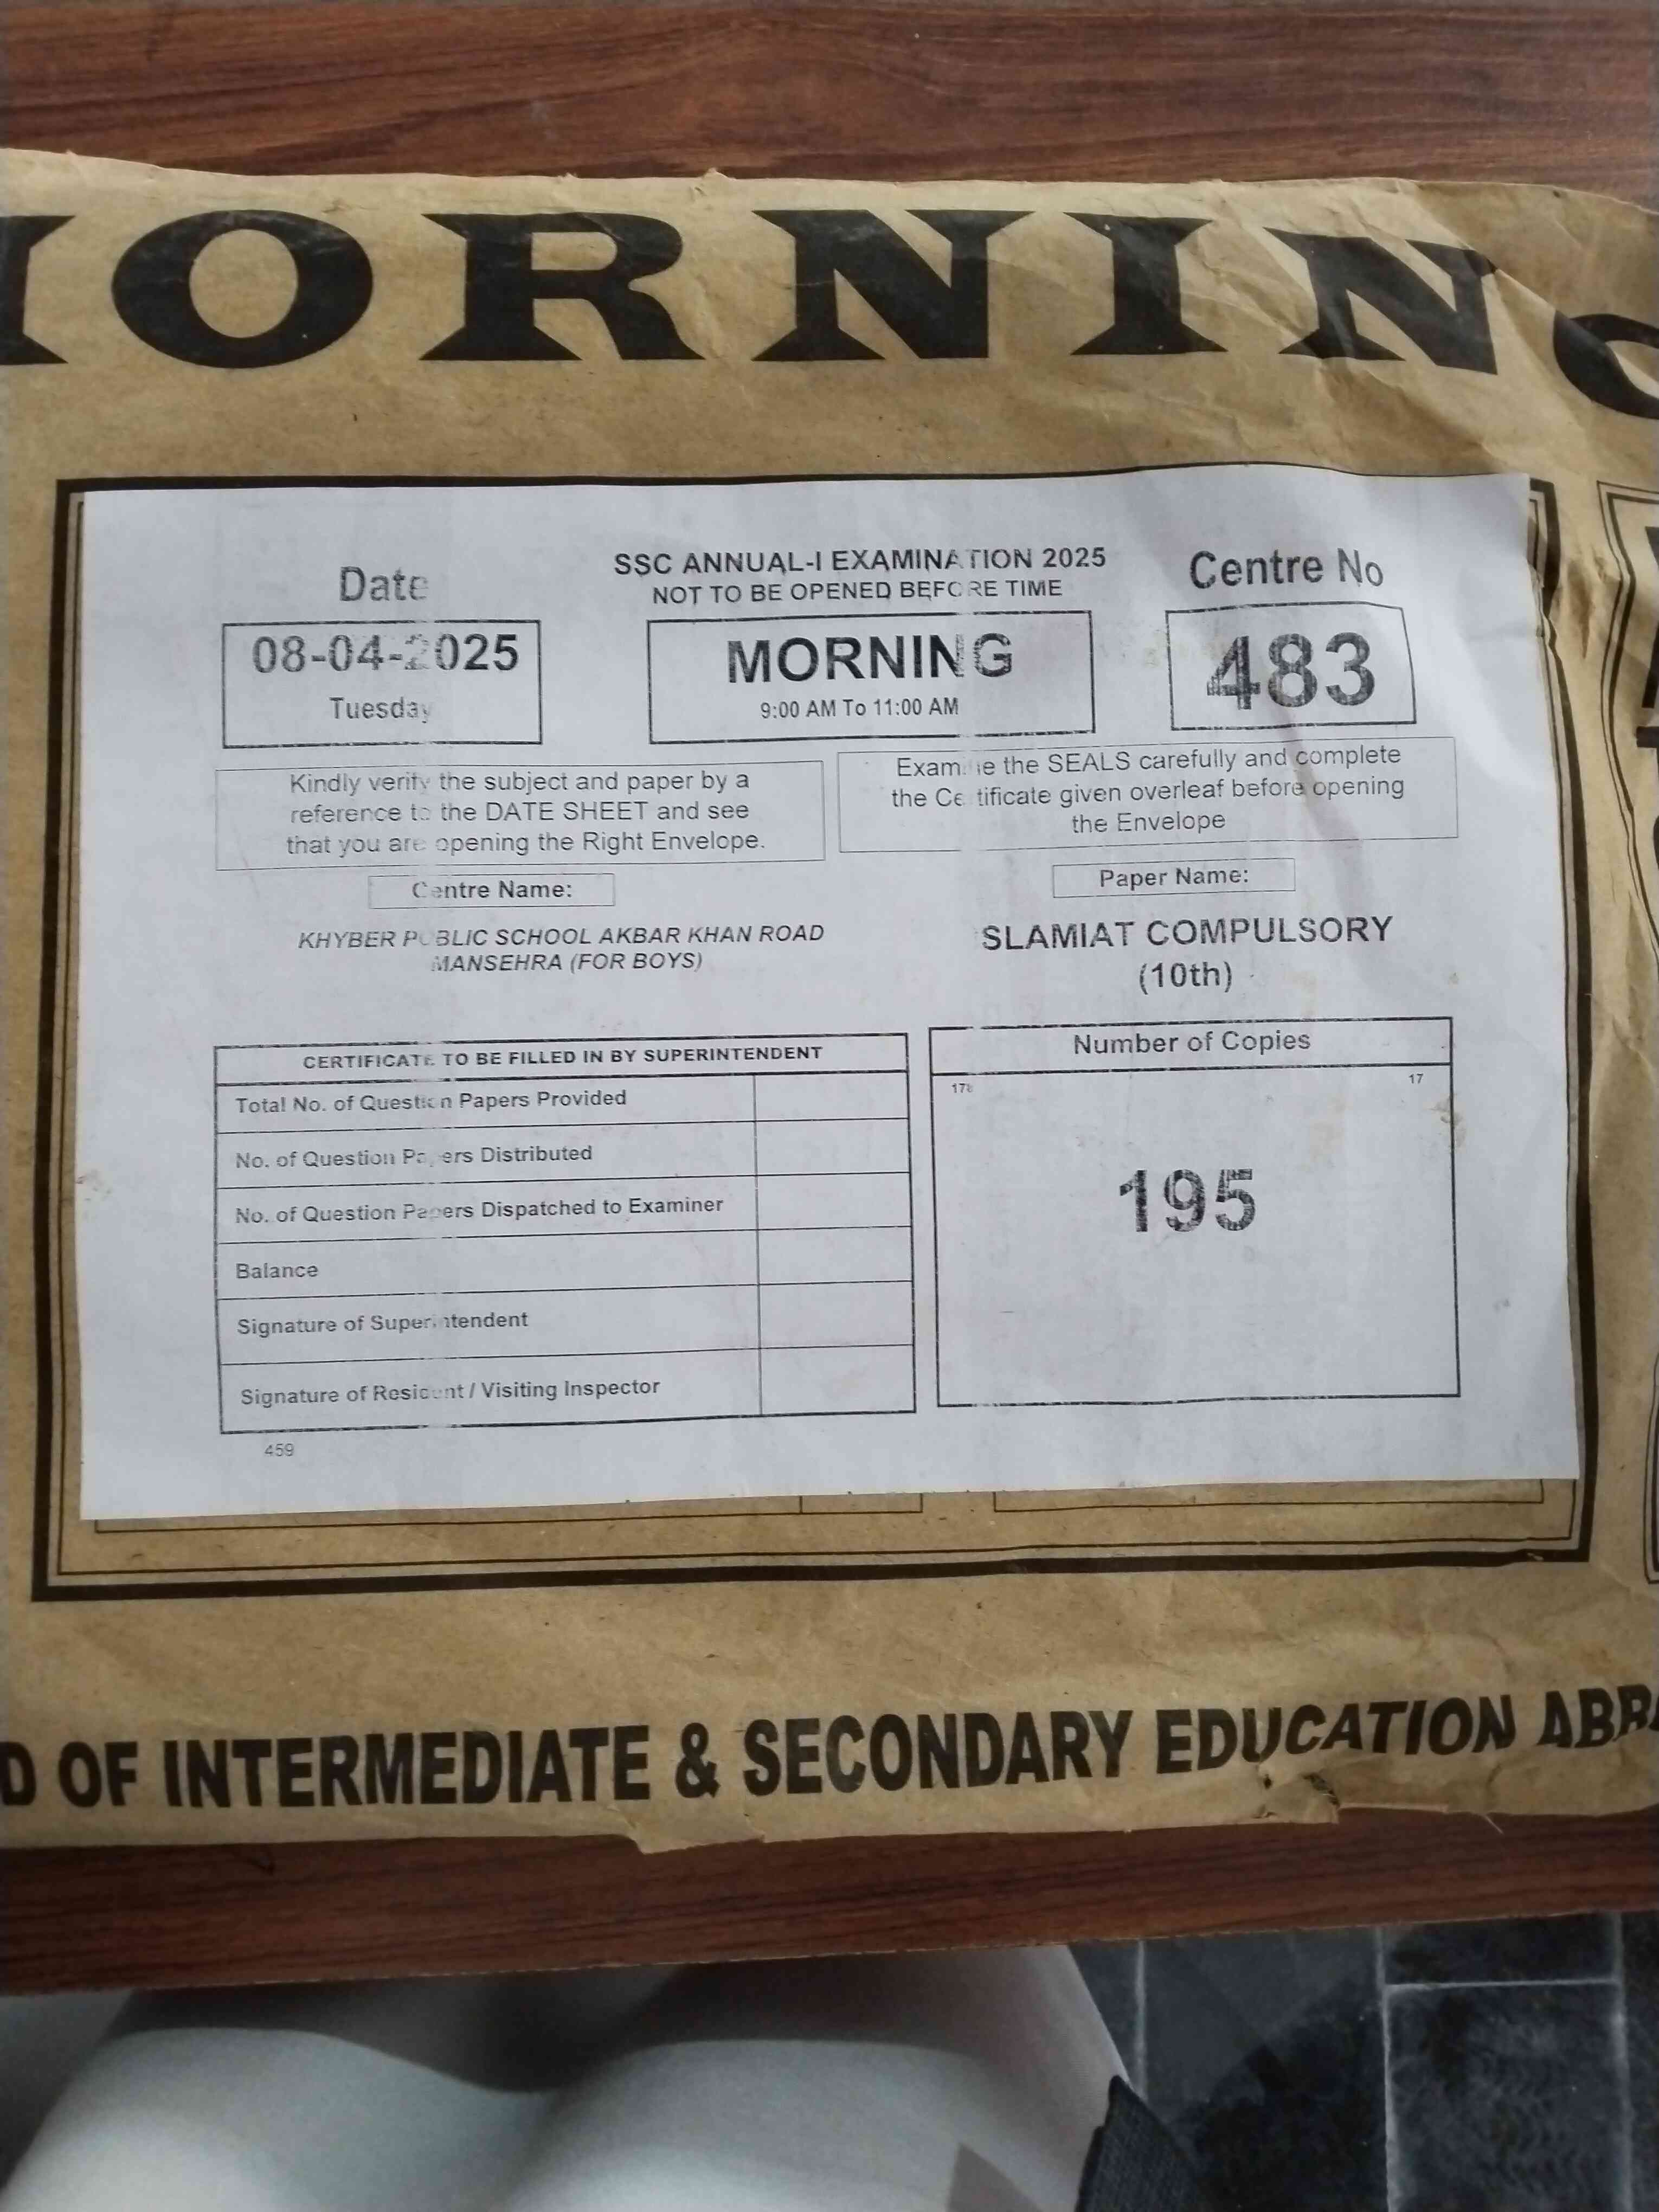 MORNING
Date
SSC ANNUAL-I EXAMINATION 2025
NOT TO BE OPENED BEFORE TIME
Centre No
08-04-2025
Tuesday
MORNING
9:00 AM To 11:00 AM
483
Kindly verify the subject and paper by a
reference to the DATE SHEET and see
that you are opening the Right Envelope.
Examine the SEALS carefully and complete
the Certificate given overleaf before opening
the Envelope
Centre Name:
KHYBER PUBLIC SCHOOL AKBAR KHAN ROAD
MANSEHRA (FOR BOYS)
Paper Name:
SLAMIAT COMPULSORY
(10th)
CERTIFICATE TO BE FILLED IN BY SUPERINTENDENT
Total No. of Question Papers Provided
No. of Question Papers Distributed
No. of Question Papers Dispatched to Examiner
Balance
Signature of Superintendent
Signature of Resident / Visiting Inspector
459
Number of Copies
178 17
195
D OF INTERMEDIATE & SECONDARY EDUCATION ABB